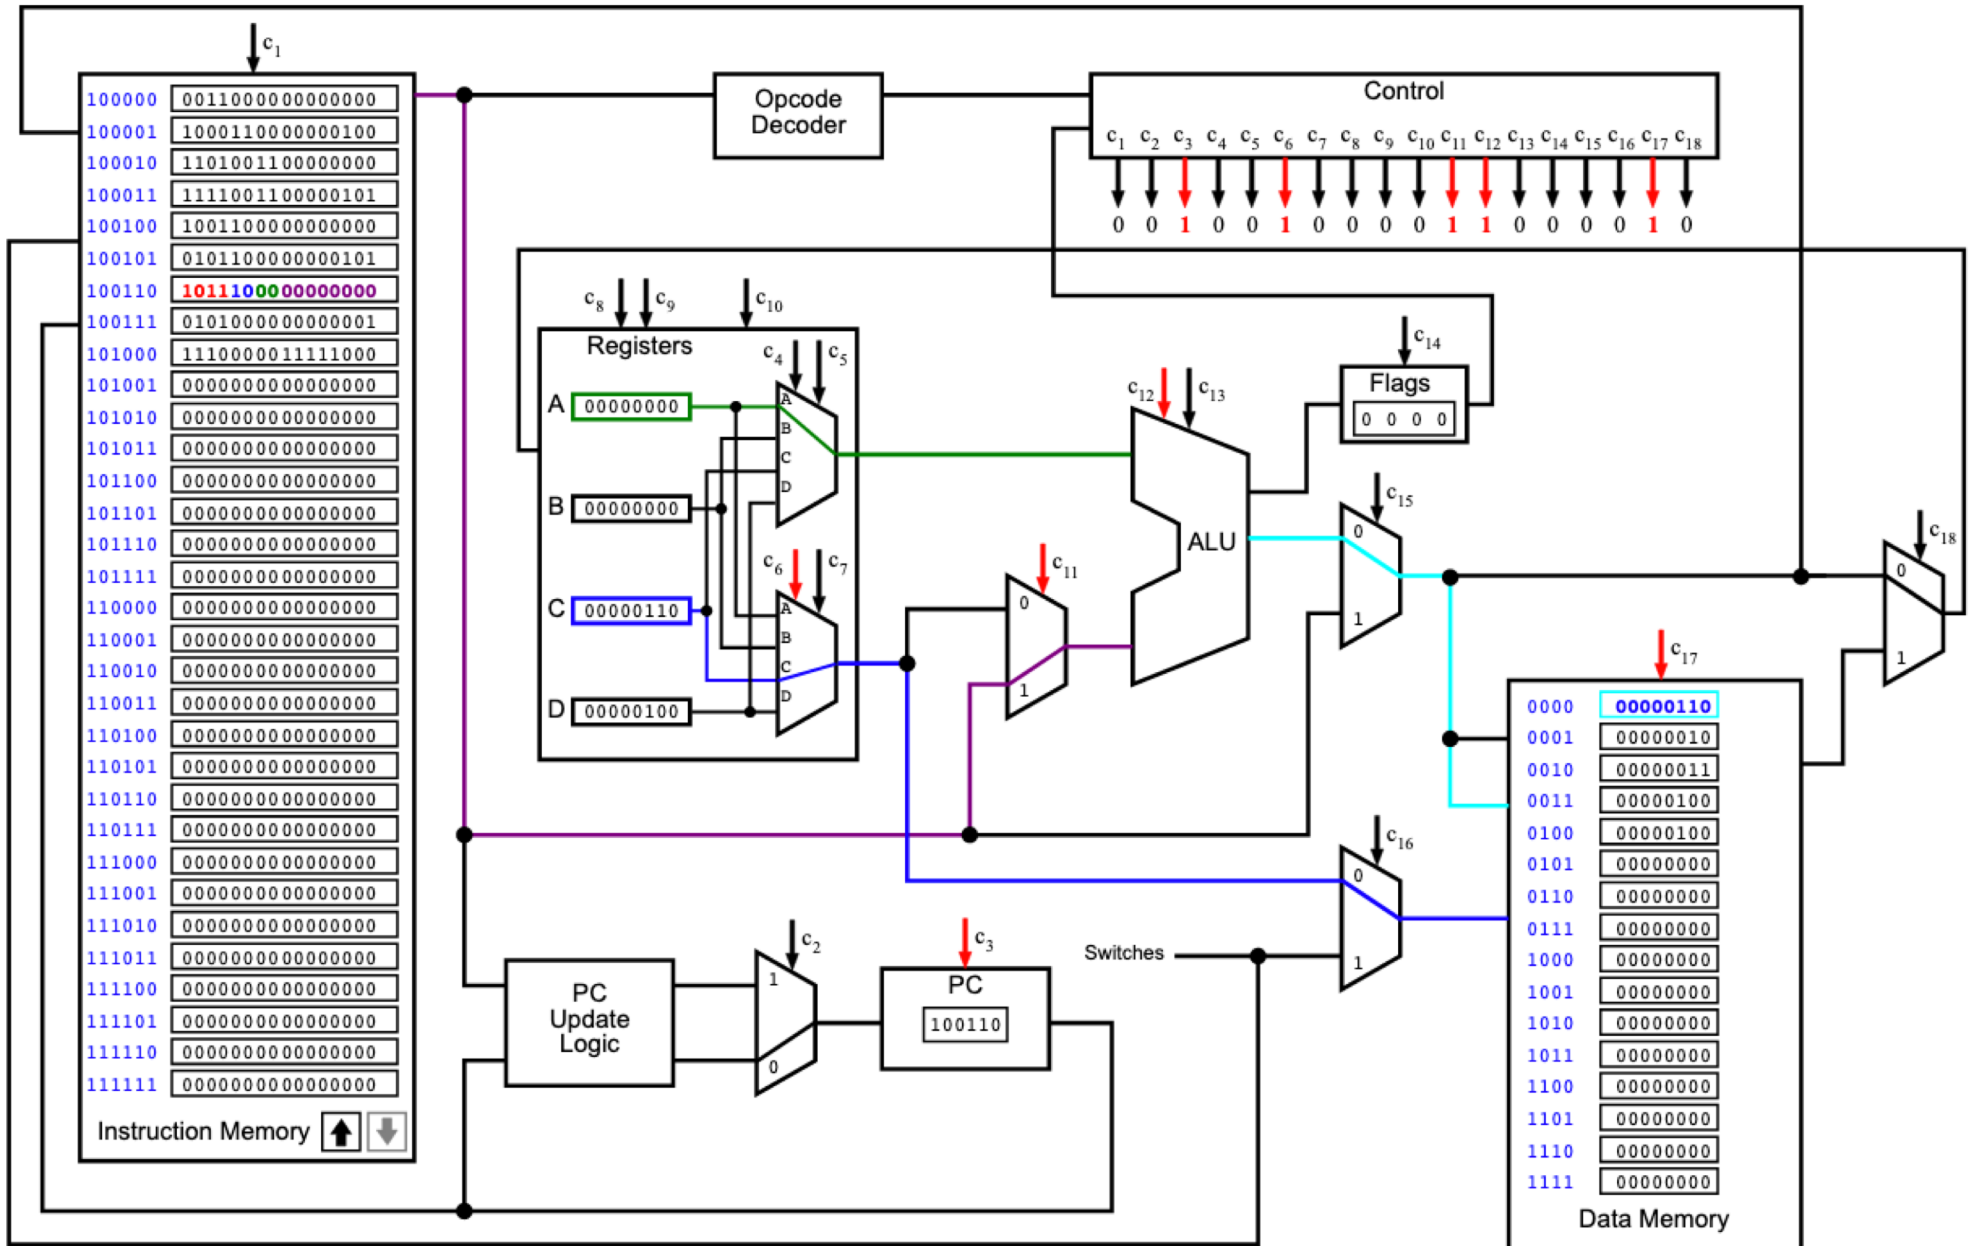 c1
100000 0011000000000000
100001 1000110000000100
100010 1101001100000000
100011 1111001100000101
100100 1001100000000000
100101 0101100000000101
100110 1011100000000000
100111 0101000000000001
101000 1110000011111000
101001 0000000000000000
101010 0000000000000000
101011 0000000000000000
101100 0000000000000000
101101 0000000000000000
101110 0000000000000000
101111 0000000000000000
110000 0000000000000000
110001 0000000000000000
110010 0000000000000000
110011 0000000000000000
110100 0000000000000000
110101 0000000000000000
110110 0000000000000000
110111 0000000000000000
111000 0000000000000000
111001 0000000000000000
111010 0000000000000000
111011 0000000000000000
111100 0000000000000000
111101 0000000000000000
111110 0000000000000000
111111 0000000000000000
Instruction Memory
Opcode
Decoder
Control
c1 c2 c3 c4 c5 c6 c7 c8 c9 c10 c11 c12 c13 c14 c15 c16 c17 c18
0 0 1 0 0 1 0 0 0 0 1 1 0 0 0 0 1 0
c8 c9 c10
Registers
c4 c5
A 00000000
B 00000000
C 00000110
D 00000100
A
B
C
D
c6 c7
A
B
C
D
c11
0
1
c12 c13
ALU
c14
Flags
0 0 0 0
c15
0
1
c16
0
1
Switches
c18
0
1
PC
Update
Logic
c2
1
0
c3
PC
100110
c17
0000 00000110
0001 00000010
0010 00000011
0011 00000100
0100 00000100
0101 00000000
0110 00000000
0111 00000000
1000 00000000
1001 00000000
1010 00000000
1011 00000000
1100 00000000
1101 00000000
1110 00000000
1111 00000000
Data Memory